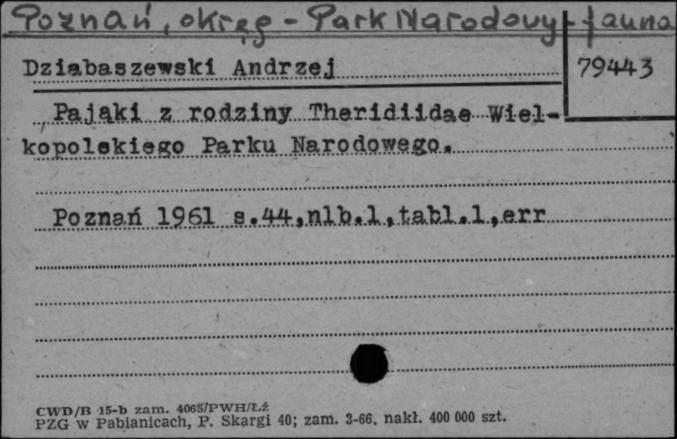 Poznań, okręg - Park Narodowy - fauna
Dziabaszewski Andrzej
79443
Pająki z rodziny Theridiidae Wiel-
kopolskiego Parku Narodowego.
Poznań 1961 s.44,nlb.1,tabl.1,err
CWD/B 15-b zam. 4065/PWH/Łź
PZG w Pabianicach, P. Skargi 40; zam. 3-66. nakł. 400 000 szt.